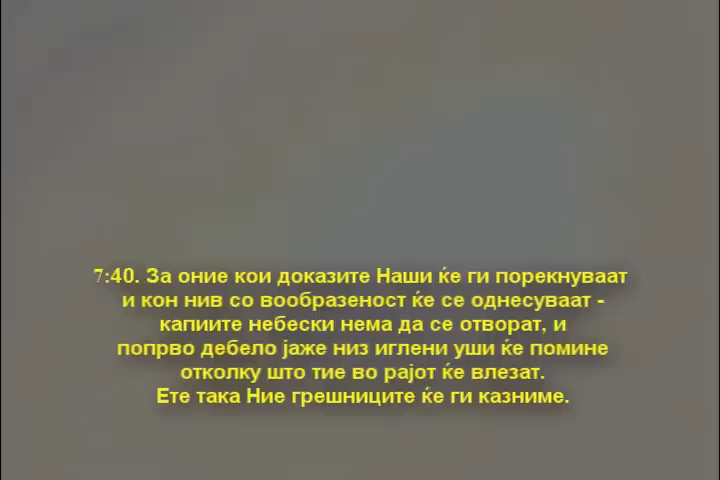 7:40. За оние кои доказите Наши ќе ги порекнуваат
и кон нив со вообразеност ќе се однесуваат -
капиите небески нема да се отворат, и
попрво дебело јаже низ иглени уши ќе помине
отколку што тие во рајот ќе влезат.
Ете така Ние грешниците ќе ги казниме.